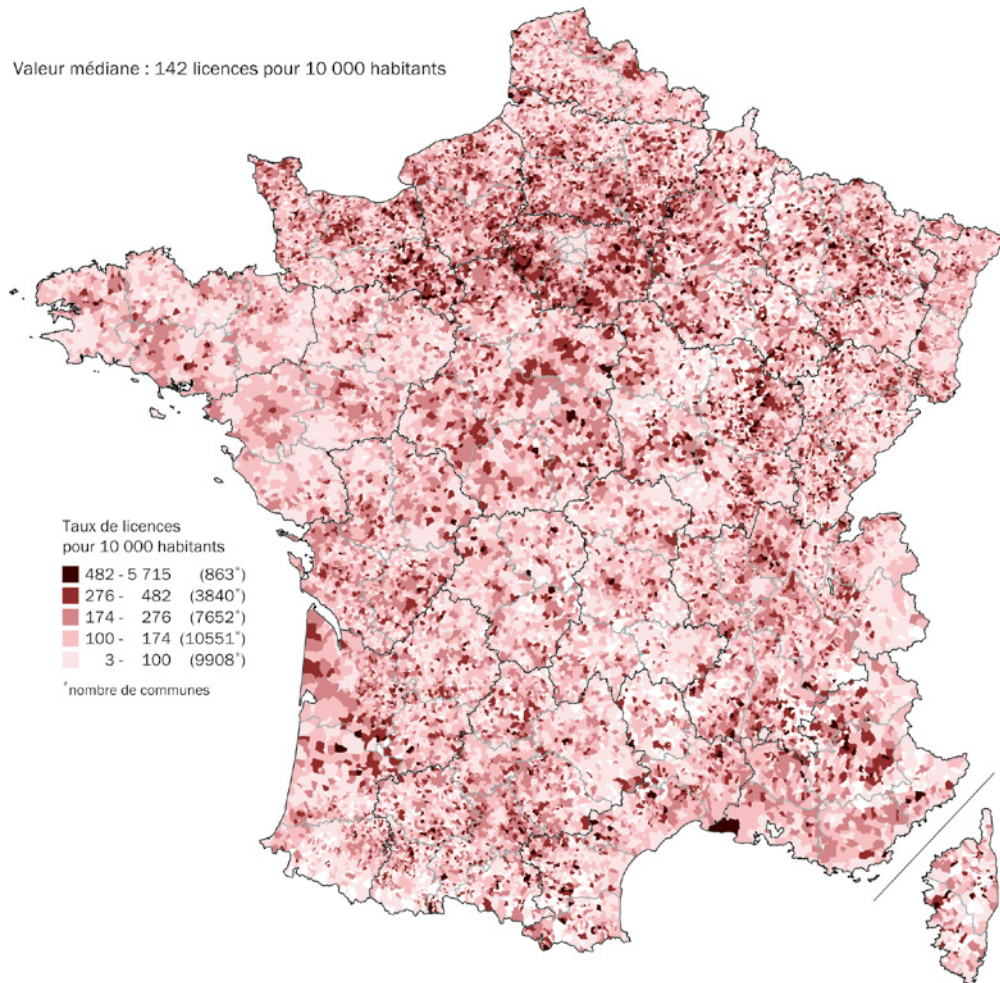 Valeur médiane : 142 licences pour 10 000 habitants
Taux de licences
pour 10 000 habitants
482 - 5 715 (863*)
276 - 482 (3840*)
174 - 276 (7652*)
100 - 174 (10551*)
3 - 100 (9908*)
*nombre de communes